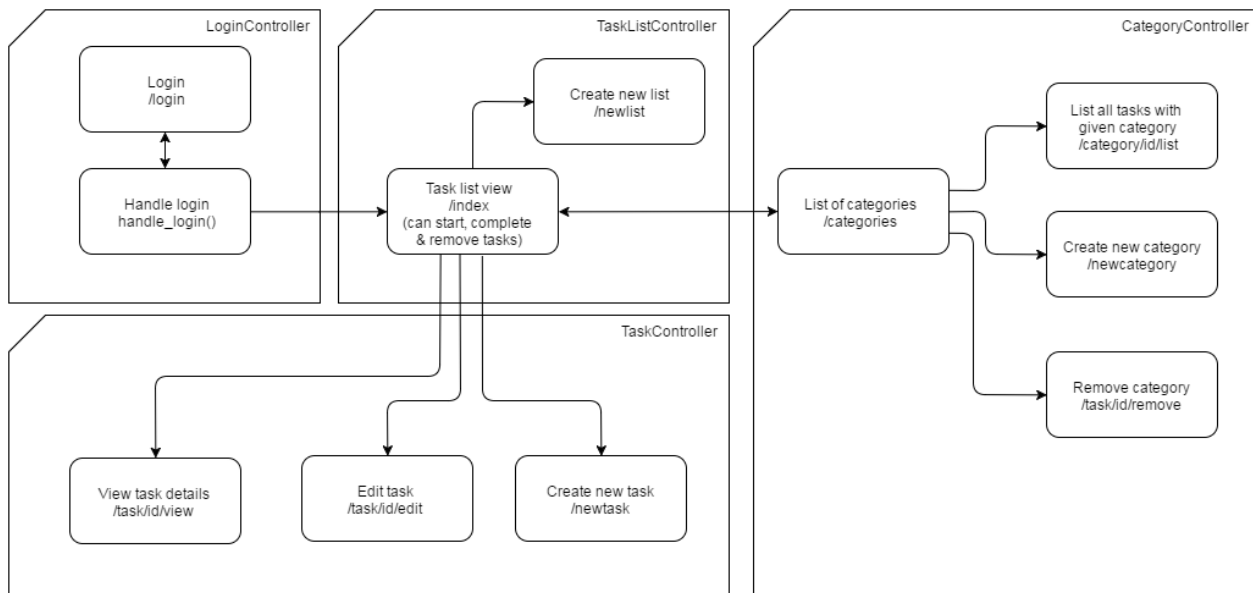 LoginController
Login
/login
Handle login
handle_login()
TaskListController
Create new list
/newlist
Task list view
/index
(can start, complete
& remove tasks)
CategoryController
List all tasks with
given category
/category/id/list
List of categories
/categories
Create new category
/newcategory
Remove category
/task/id/remove
TaskController
View task details
/task/id/view
Edit task
/task/id/edit
Create new task
/newtask